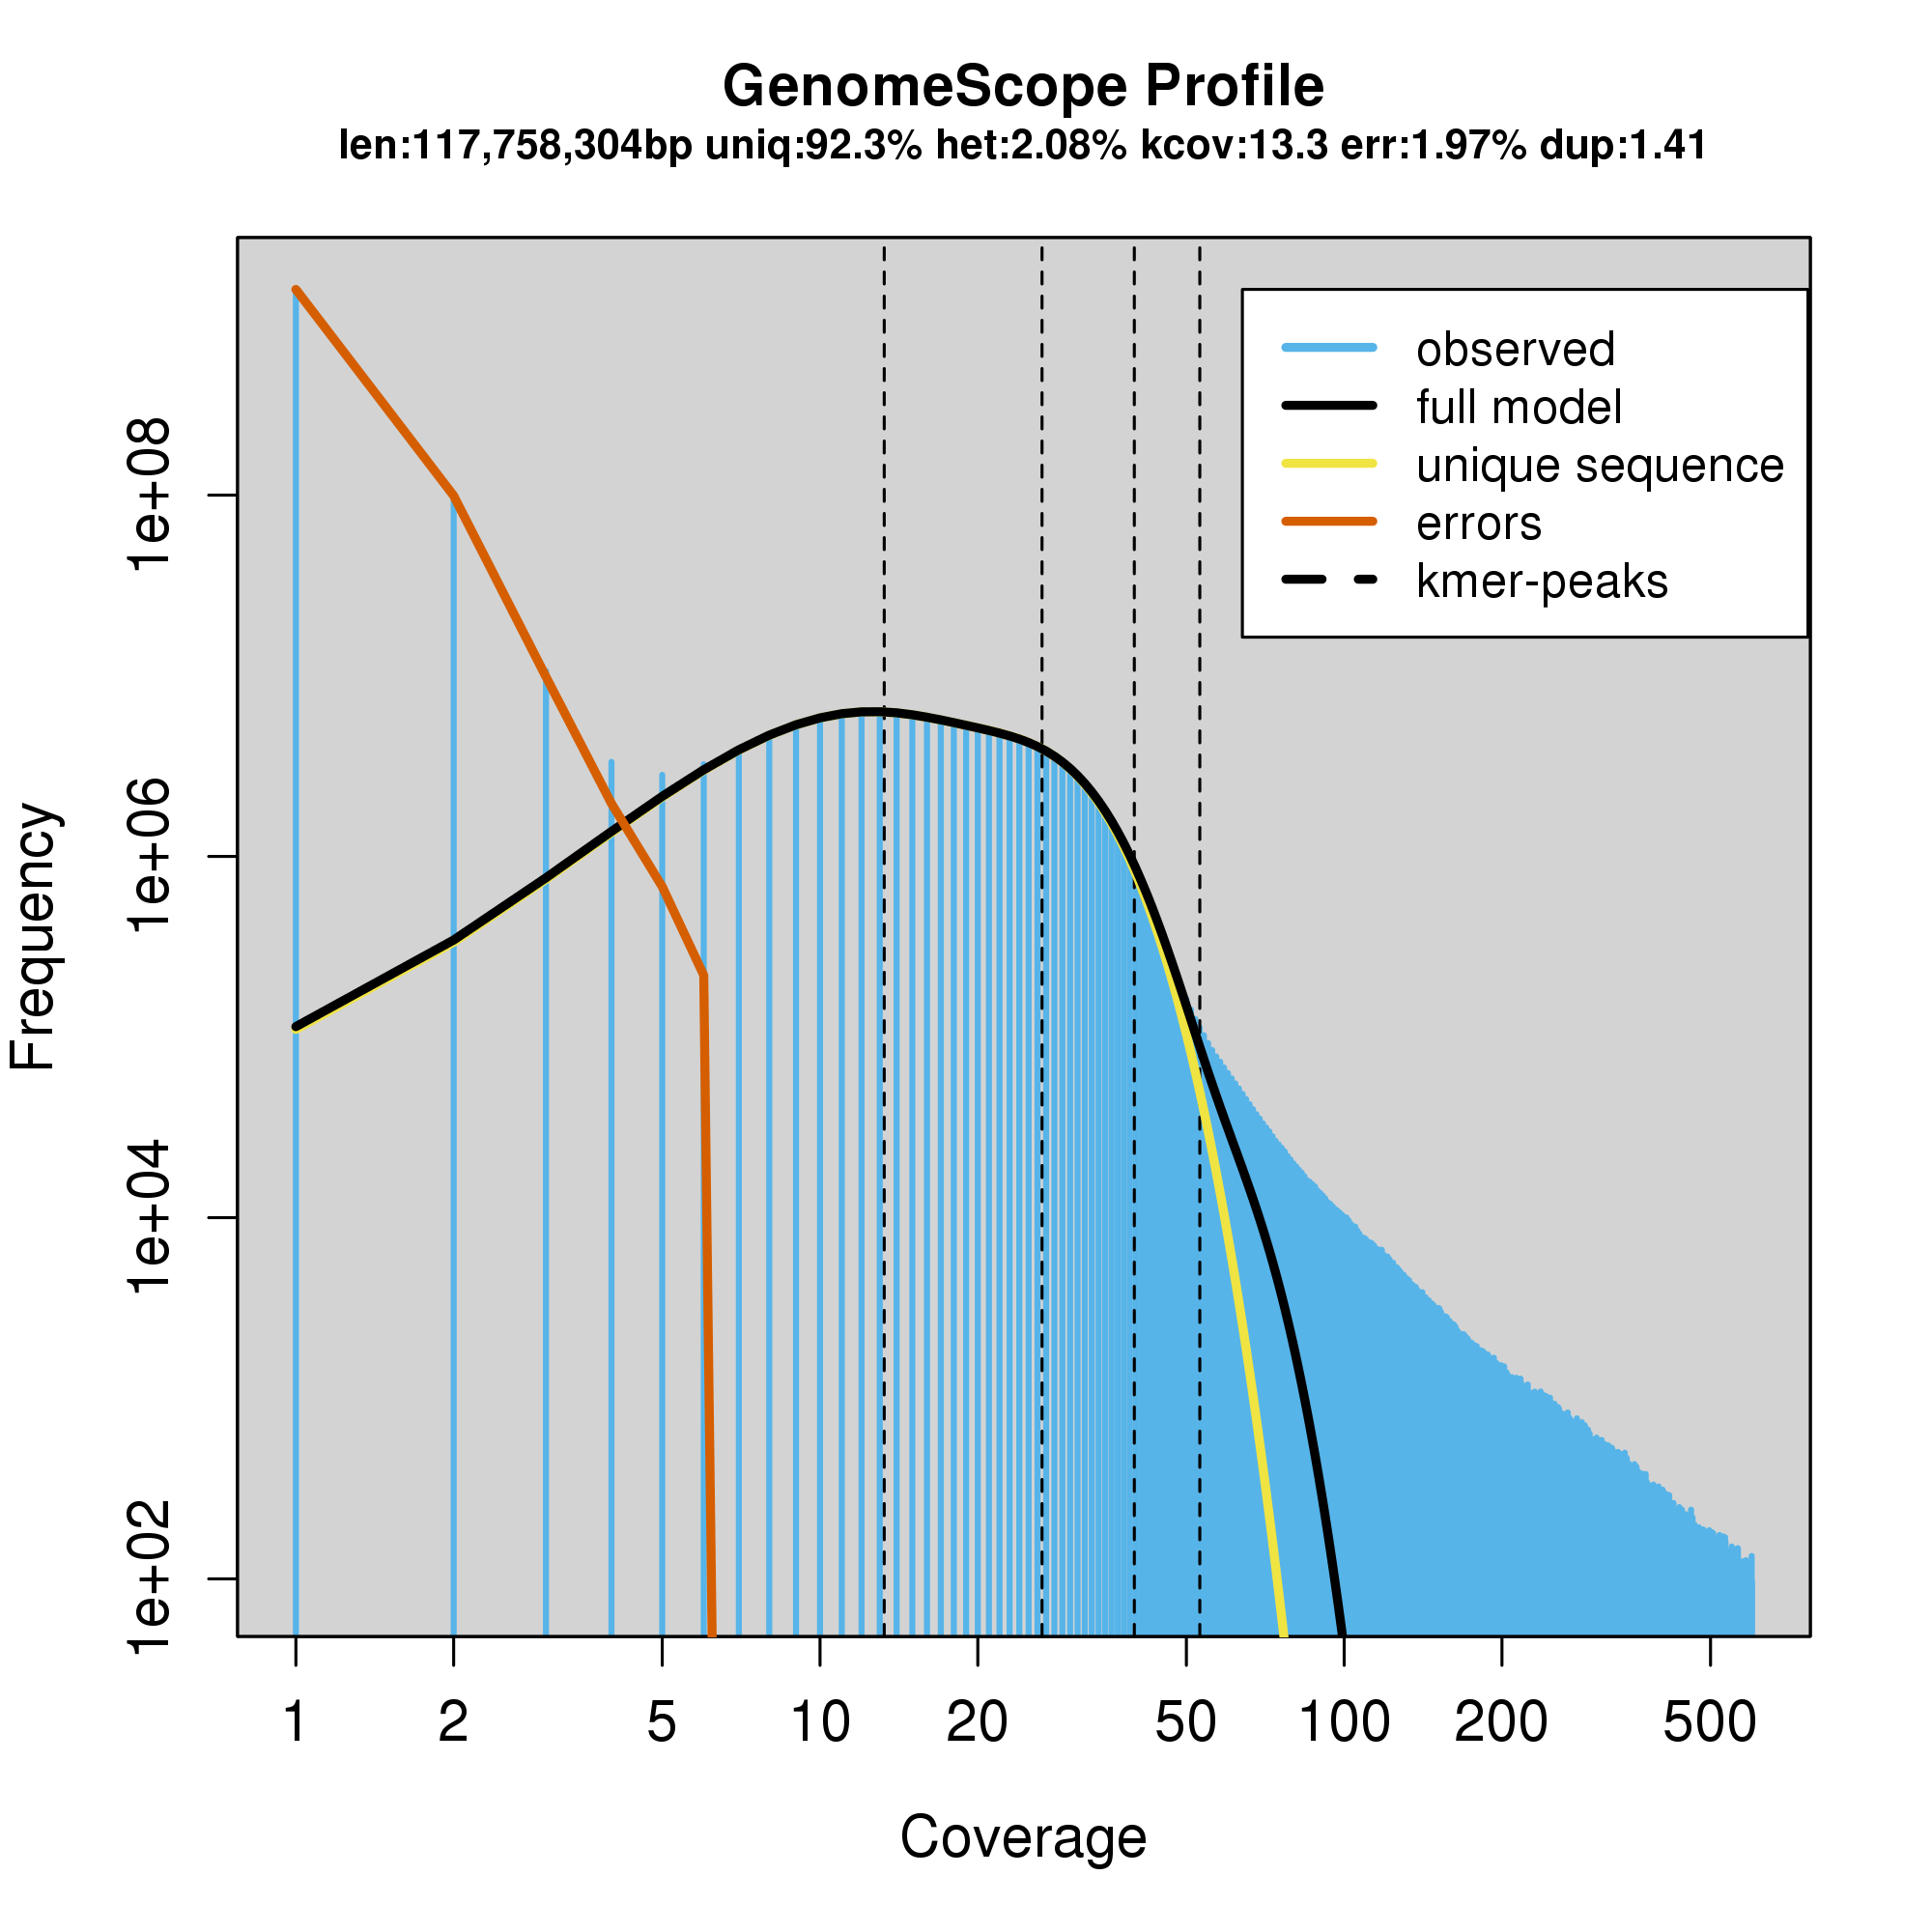 GenomeScope Profile
len:117,758,304bp uniq:92.3% het:2.08% kcov:13.3 err:1.97% dup:1.41
observed
full model
unique sequence
errors
kmer-peaks
Frequency
1e+08
1e+06
1e+04
1e+02
1 2 5 10 20 50 100 200 500
Coverage